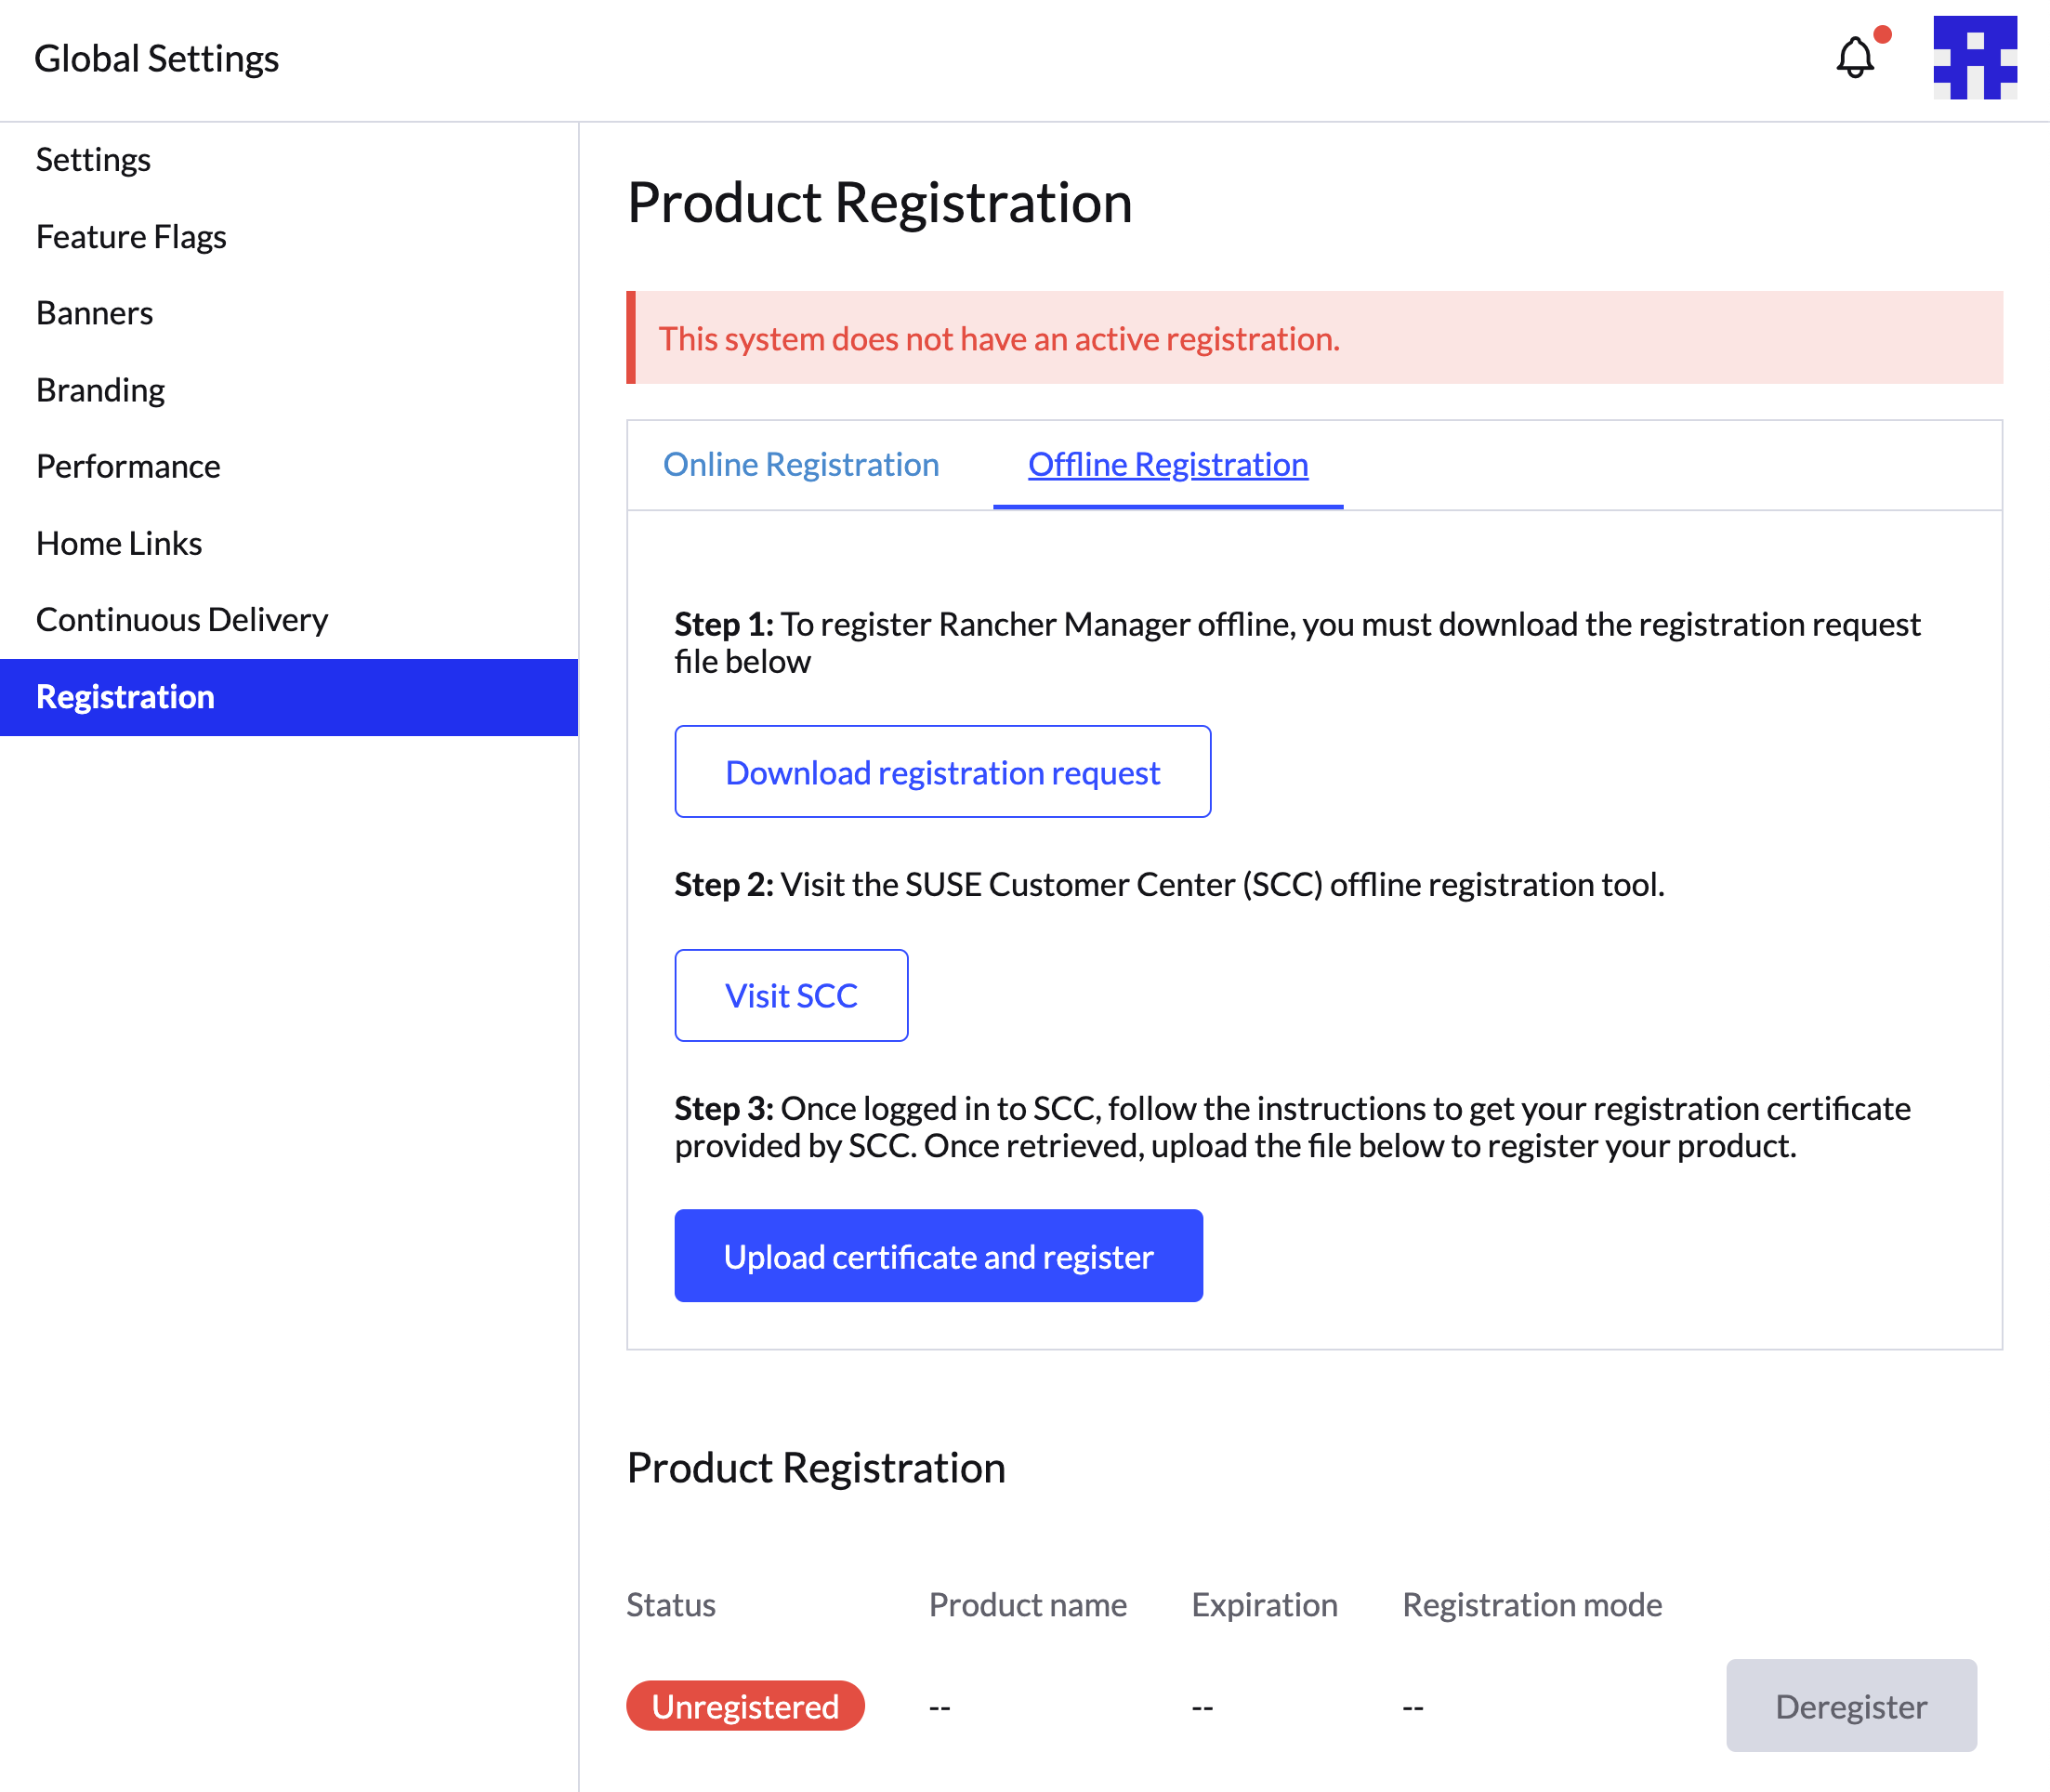 Global Settings
Settings
Feature Flags
Banners
Branding
Performance
Home Links
Continuous Delivery
Registration
Product Registration
This system does not have an active registration.
Online Registration Offline Registration
Step 1: To register Rancher Manager offline, you must download the registration request
file below
Download registration request
Step 2: Visit the SUSE Customer Center (SCC) offline registration tool.
Visit SCC
Step 3: Once logged in to SCC, follow the instructions to get your registration certificate
provided by SCC. Once retrieved, upload the file below to register your product.
Upload certificate and register
Product Registration
Status Product name Expiration Registration mode
Unregistered -- -- -- Deregister